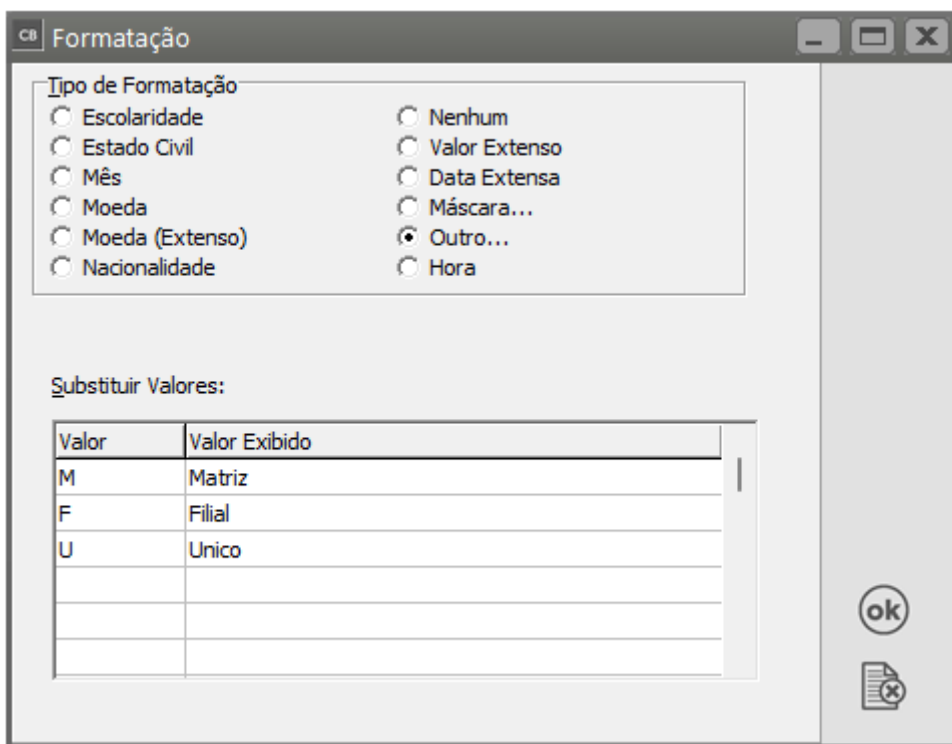 CB Formatação
Tipo de Formatação
Escolaridade
Estado Civil
Mês
Moeda
Moeda (Extenso)
Nacionalidade
Nenhum
Valor Extenso
Data Extensa
Máscara...
Outro...
Hora
Substituir Valores:
Valor Valor Exibido
M Matriz
F Filial
U Unico
ok